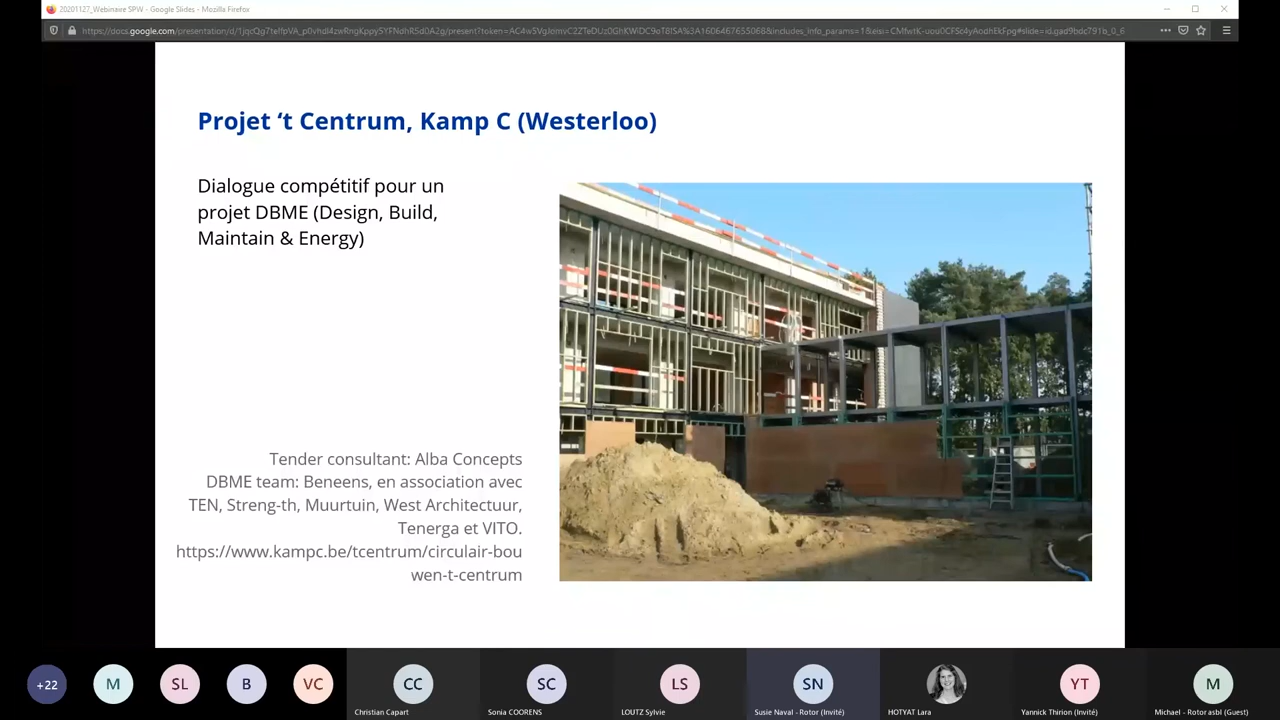 20201127_Webinaire SPW - Google Slides - Mozilla Firefox
Projet ‘t Centrum, Kamp C (Westerloo)
Dialogue compétitif pour un
projet DBME (Design, Build,
Maintain & Energy)
Tender consultant: Alba Concepts
DBME team: Beneens, en association avec
TEN, Streng-th, Muurtuin, West Architectuur,
Tenerga et VITO.
https://www.kampc.be/tcentrum/circulair-bou
wen-t-centrum
+22
M
SL
B
VC
CC
SC
LS
SN
YT
M
Christian Capart
Sonia COORENS
LOUTZ Sylvie
Susie Naval - Rotor (Invité)
HOTYAT Lara
Yannick Thirion (Invité)
Michael - Rotor asbl (Guest)